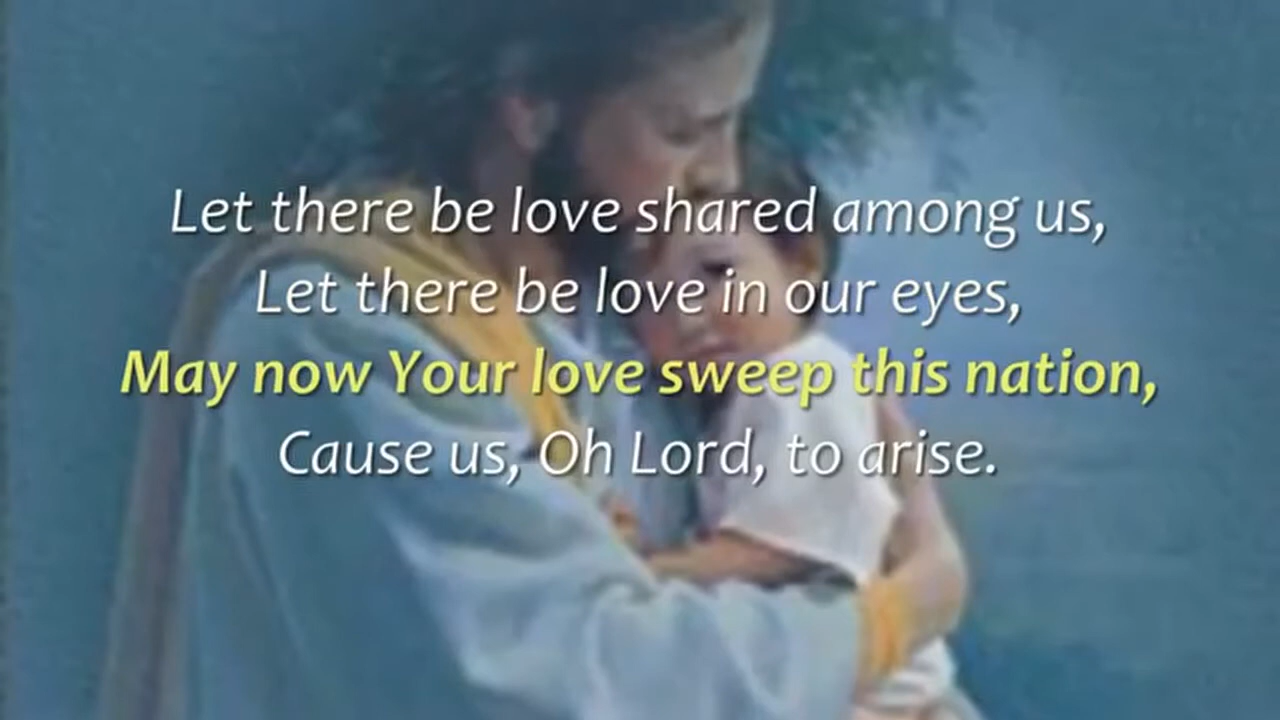 Let there be love shared among us,
Let there be love in our eyes,
May now Your love sweep this nation,
Cause us, Oh Lord, to arise.